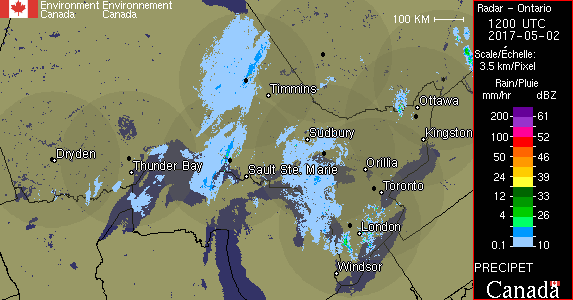 Environment Environnement
Canada Canada
100 KM
Radar - Ontario
1200 UTC
2017-05-02
Scale/Échelle:
3.5 km/Pixel
Rain/Pluie
mm/hr dBZ
200 61
100 52
50 46
24 39
12 33
4 26
0.1 10
Timmins
Ottawa
Sudbury
Kingston
Dryden
Thunder Bay
Sault Ste. Marie
Orillia
Toronto
London
Windsor
PRECIPET
Canada